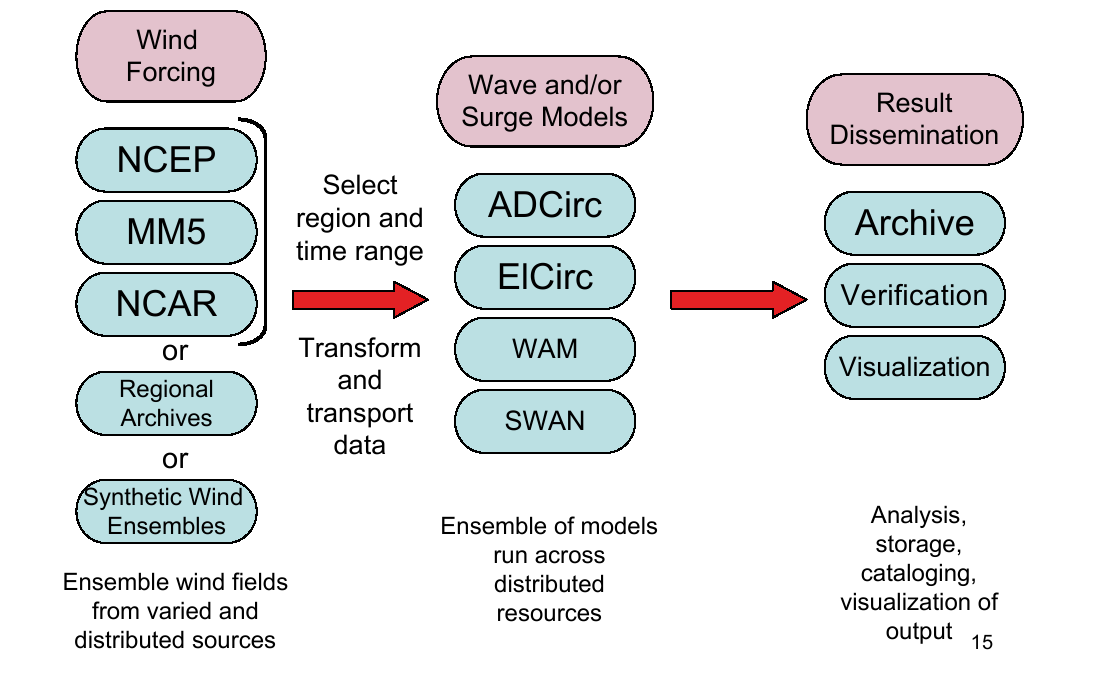 Wind
Forcing
NCEP
MM5
NCAR
or
Regional
Archives
or
Synthetic Wind
Ensembles
Ensemble wind fields
from varied and
distributed sources
Select
region and
time range
Transform
and
transport
data
Wave and/or
Surge Models
ADCirc
ElCirc
WAM
SWAN
Ensemble of models
run across
distributed
resources
Result
Dissemination
Archive
Verification
Visualization
Analysis,
storage,
cataloging,
visualization of
output
15